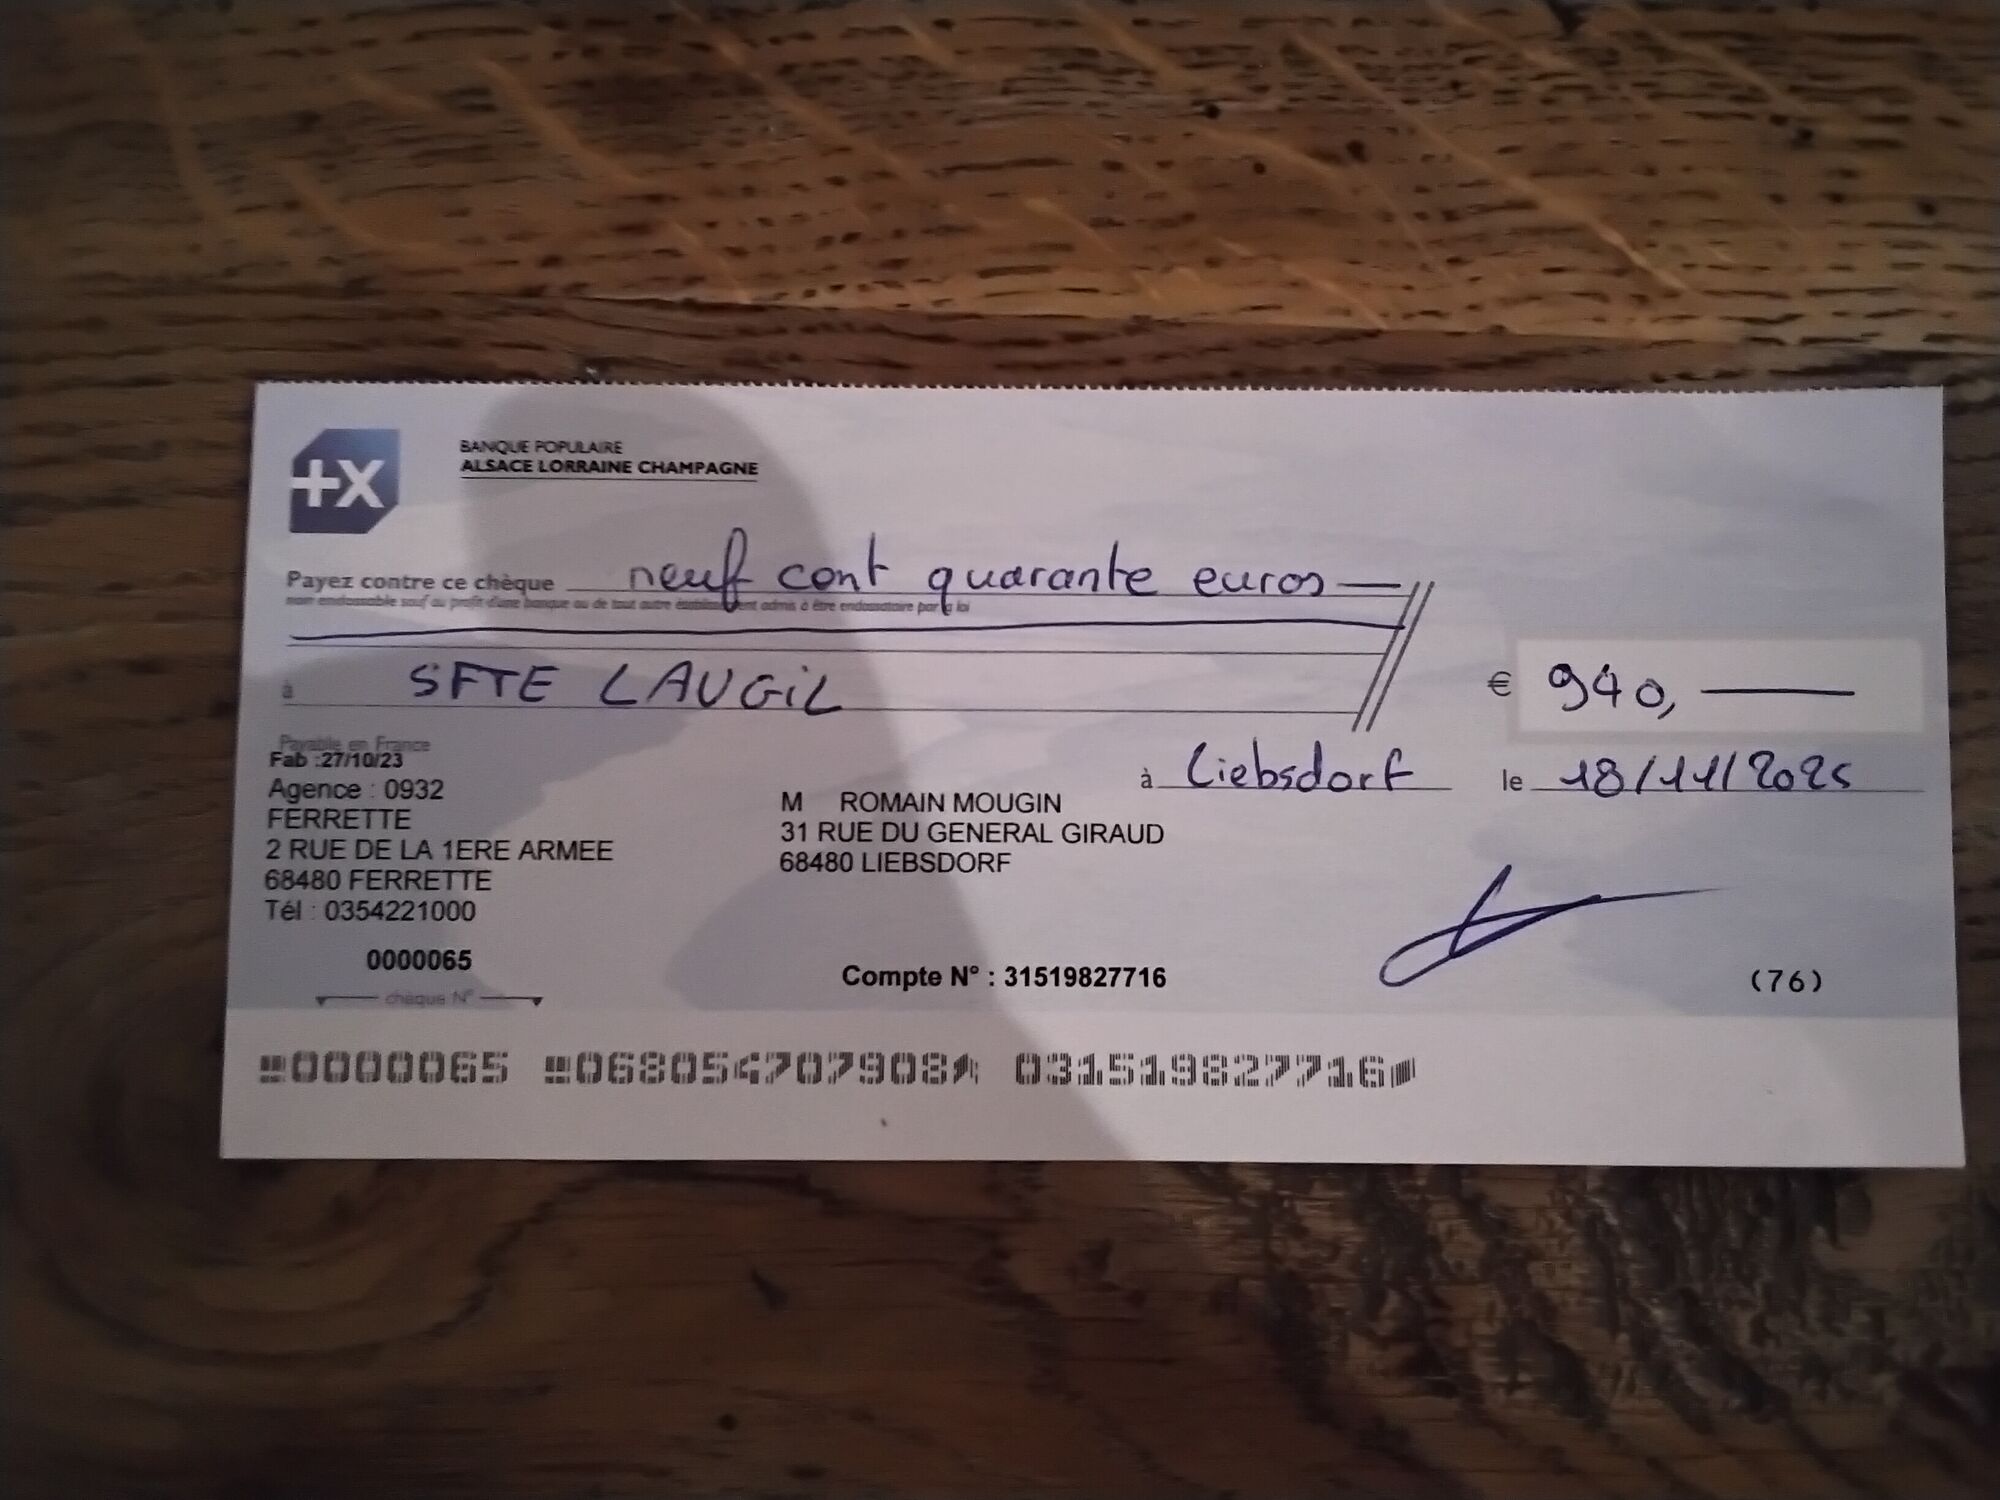 +X
BANQUE POPULAIRE
ALSACE LORRAINE CHAMPAGNE
Payez contre ce chèque neuf cent quarante euros
non endossable sauf au profit d'une banque ou de tout autre établissement admis à être endossataire par la loi
à SFTE LAUGiL
€ 940,
Payable en France
Fab :27/10/23
à Liebsdorf le 18/11/2025
Agence : 0932
FERRETTE
2 RUE DE LA 1ERE ARMEE
68480 FERRETTE
Tél : 0354221000
M ROMAIN MOUGIN
31 RUE DU GENERAL GIRAUD
68480 LIEBSDORF
0000065
chèque N°
Compte N° : 31519827716
(76)
0000065 068054707908 031519827716